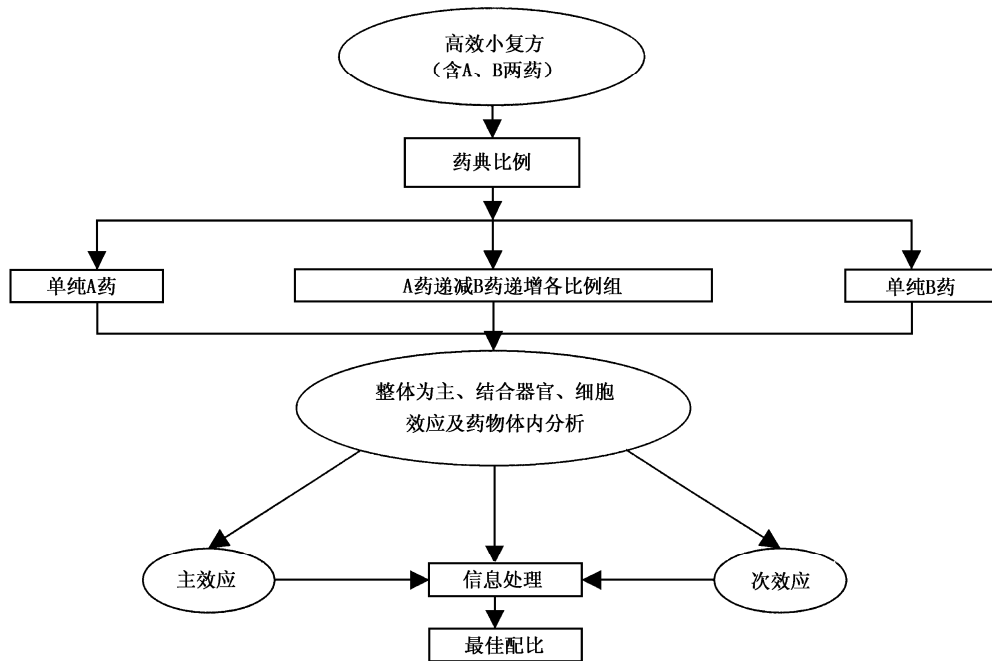 高效小复方
（含A、B两药）
药典比例
单纯A药
A药递减B药递增各比例组
单纯B药
整体为主、结合器官、细胞
效应及药物体内分析
主效应
信息处理
次效应
最佳配比